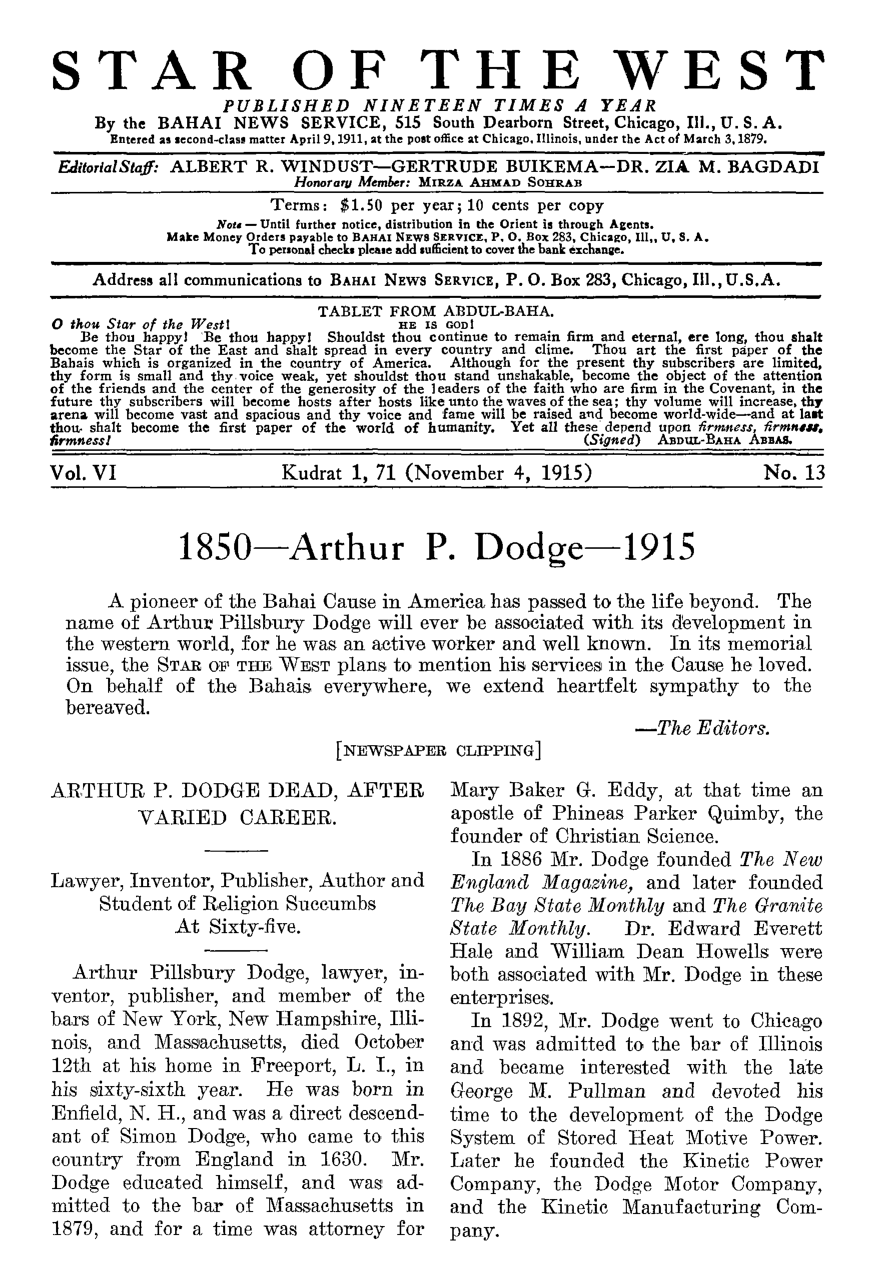 STAR OF THE WEST
PUBLISHED NINETEEN TIMES A YEAR
By the BAHAI NEWS SERVICE, 515 South Dearborn Street, Chicago, Ill., U. S. A.
Entered as second-class matter April 9, 1911, at the post office at Chicago, Illinois, under the Act of March 3, 1879.
Editorial Staff: ALBERT R. WINDUST—GERTRUDE BUIKEMA—DR. ZIA M. BAGDADI
Honorary Member: MIRZA AHMAD SOHRAB
Terms: $1.50 per year; 10 cents per copy
Note — Until further notice, distribution in the Orient is through Agents.
Make Money Orders payable to BAHAI NEWS SERVICE, P. O. Box 283, Chicago, Ill,, U, S. A.
To personal checks please add sufficient to cover the bank exchange.
Address all communications to BAHAI NEWS SERVICE, P. O. Box 283, Chicago, Ill., U.S.A.
TABLET FROM ABDUL-BAHA.
O thou Star of the West! HE IS GOD!
Be thou happy! Be thou happy! Shouldst thou continue to remain firm and eternal, ere long, thou shalt
become the Star of the East and shalt spread in every country and clime. Thou art the first paper of the
Bahais which is organized in the country of America. Although for the present thy subscribers are limited,
thy form is small and thy voice weak, yet shouldst thou stand unshakable, become the object of the attention
of the friends and the center of the generosity of the leaders of the faith who are firm in the Covenant, in the
future thy subscribers will become hosts after hosts like unto the waves of the sea; thy volume will increase, thy
arena will become vast and spacious and thy voice and fame will be raised and become world-wide—and at last
thou shalt become the first paper of the world of humanity. Yet all these depend upon firmness, firmness,
firmness! (Signed) ABDUL-BAHA ABBAS.
Vol. VI Kudrat 1, 71 (November 4, 1915) No. 13
1850—Arthur P. Dodge—1915
A pioneer of the Bahai Cause in America has passed to the life beyond. The
name of Arthur Pillsbury Dodge will ever be associated with its development in
the western world, for he was an active worker and well known. In its memorial
issue, the STAR OF THE WEST plans to mention his services in the Cause he loved.
On behalf of the Bahais everywhere, we extend heartfelt sympathy to the
bereaved.
—The Editors.
[NEWSPAPER CLIPPING]
ARTHUR P. DODGE DEAD, AFTER
VARIED CAREER.
Lawyer, Inventor, Publisher, Author and
Student of Religion Succumbs
At Sixty-five.
Arthur Pillsbury Dodge, lawyer, in-
ventor, publisher, and member of the
bars of New York, New Hampshire, Illi-
nois, and Massachusetts, died October
12th at his home in Freeport, L. I., in
his sixty-sixth year. He was born in
Enfield, N. H., and was a direct descend-
ant of Simon Dodge, who came to this
country from England in 1630. Mr.
Dodge educated himself, and was ad-
mitted to the bar of Massachusetts in
1879, and for a time was attorney for
Mary Baker G. Eddy, at that time an
apostle of Phineas Parker Quimby, the
founder of Christian Science.
In 1886 Mr. Dodge founded The New
England Magazine, and later founded
The Bay State Monthly and The Granite
State Monthly. Dr. Edward Everett
Hale and William Dean Howells were
both associated with Mr. Dodge in these
enterprises.
In 1892, Mr. Dodge went to Chicago
and was admitted to the bar of Illinois
and became interested with the late
George M. Pullman and devoted his
time to the development of the Dodge
System of Stored Heat Motive Power.
Later he founded the Kinetic Power
Company, the Dodge Motor Company,
and the Kinetic Manufacturing Com-
pany.